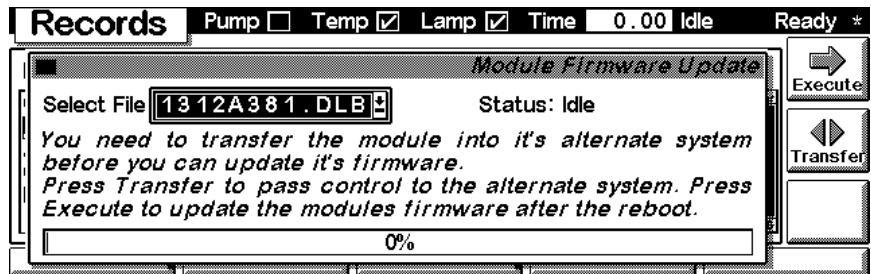 Records Pump Temp Lamp Time 0.00 Idle Ready *
Module Firmware Update
Execute
Select File 1312A381.DLB Status: Idle
You need to transfer the module into it's alternate system
before you can update it's firmware.
Transfer
Press Transfer to pass control to the alternate system. Press
Execute to update the modules firmware after the reboot.
0%